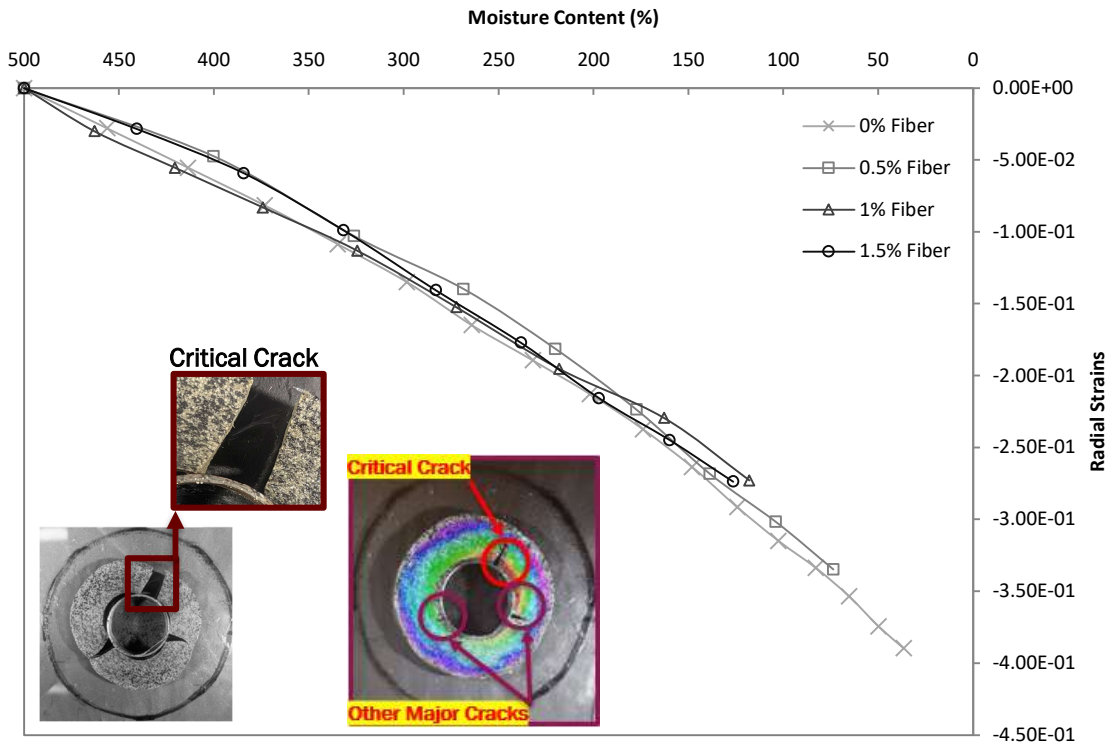 Moisture Content (%)
500 450 400 350 300 250 200 150 100 50 0
0.00E+00
-5.00E-02
-1.00E-01
-1.50E-01
-2.00E-01
-2.50E-01
-3.00E-01
-3.50E-01
-4.00E-01
-4.50E-01
Radial Strains
0% Fiber
0.5% Fiber
1% Fiber
1.5% Fiber
Critical Crack
Critical Crack
Other Major Cracks